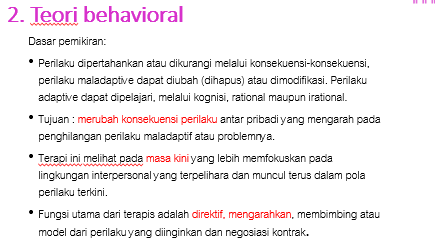 2. Teori behavioral
Dasar pemikiran:
• Perilaku dipertahankan atau dikurangi melalui konsekuensi-konsekuensi,
perilaku maladaptive dapat diubah (dihapus) atau dimodifikasi. Perilaku
adaptive dapat dipelajari, melalui kognisi, rational maupun irational.
• Tujuan : merubah konsekuensi perilaku antar pribadi yang mengarah pada
penghilangan perilaku maladaptif atau problemnya.
• Terapi ini melihat pada masa kini yang lebih memfokuskan pada
lingkungan interpersonal yang terpelihara dan muncul terus dalam pola
perilaku terkini.
• Fungsi utama dari terapis adalah direktif, mengarahkan, membimbing atau
model dari perilaku yang diinginkan dan negosiasi kontrak.